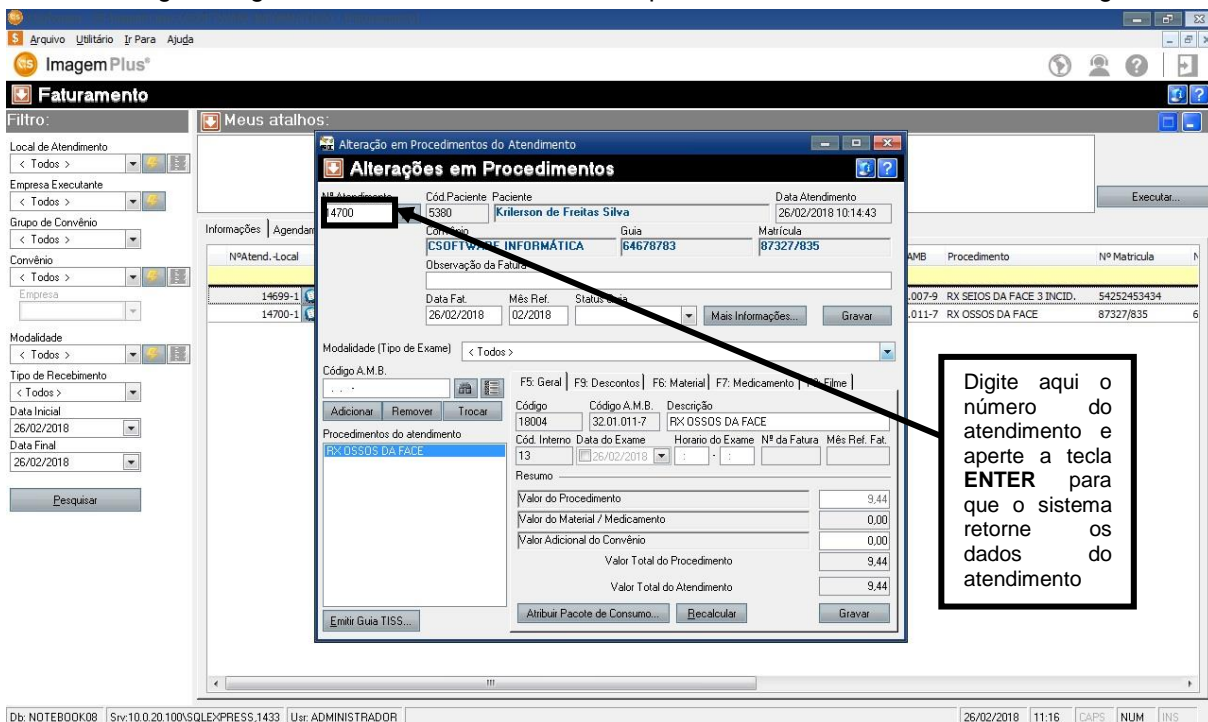 Arquivo Utilitário Ir Para Ajuda
ImagemPlus®
Faturamento
Filtro:
Meus atalhos:
Local de Atendimento
< Todos >
Empresa Executante
< Todos >
Grupo de Convênio
< Todos >
Convênio
< Todos >
Empresa
Modalidade
< Todos >
Tipo de Recebimento
< Todos >
Data Inicial
26/02/2018
Data Final
26/02/2018
Pesquisar
Executar...
Informações
NºAtend.-Local
AMB Procedimento Nº Matricula
14699-1 .007-9 RX SEIOS DA FACE 3 INCID. 54252453434
14700-1 .011-7 RX OSSOS DA FACE 87327/835 6
Alteração em Procedimentos do Atendimento
Alterações em Procedimentos
Nº Atendimento Cód.Paciente Paciente Data Atendimento
14700 5380 Krilerson de Freitas Silva 26/02/2018 10:14:43
Convênio Guia Matrícula
CSOFTWARE INFORMÁTICA 64678783 87327/835
Observação da Fatura
Data Fat. Mês Ref. Status Guia
26/02/2018 02/2018 Mais Informações... Gravar
Modalidade (Tipo de Exame) < Todos >
Código A.M.B.
Adicionar Remover Trocar
Procedimentos do atendimento
RX OSSOS DA FACE
Emitir Guia TISS...
F5: Geral F9: Descontos F6: Material F7: Medicamento Filme
Código Código A.M.B. Descrição
18004 32.01.011-7 RX OSSOS DA FACE
Cód. Interno Data do Exame Horario do Exame Nº da Fatura Mês Ref. Fat.
13 26/02/2018 : - :
Resumo
Valor do Procedimento 9,44
Valor do Material / Medicamento 0,00
Valor Adicional do Convênio 0,00
Valor Total do Procedimento 9,44
Valor Total do Atendimento 9,44
Atribuir Pacote de Consumo... Recalcular Gravar
Digite aqui o
número do
atendimento e
aperte a tecla
ENTER para
que o sistema
retorne os
dados do
atendimento
Db: NOTEBOOK08 Srv:10.0.20.100\SQLEXPRESS,1433 Usr: ADMINISTRADOR 26/02/2018 11:16 CAPS NUM INS